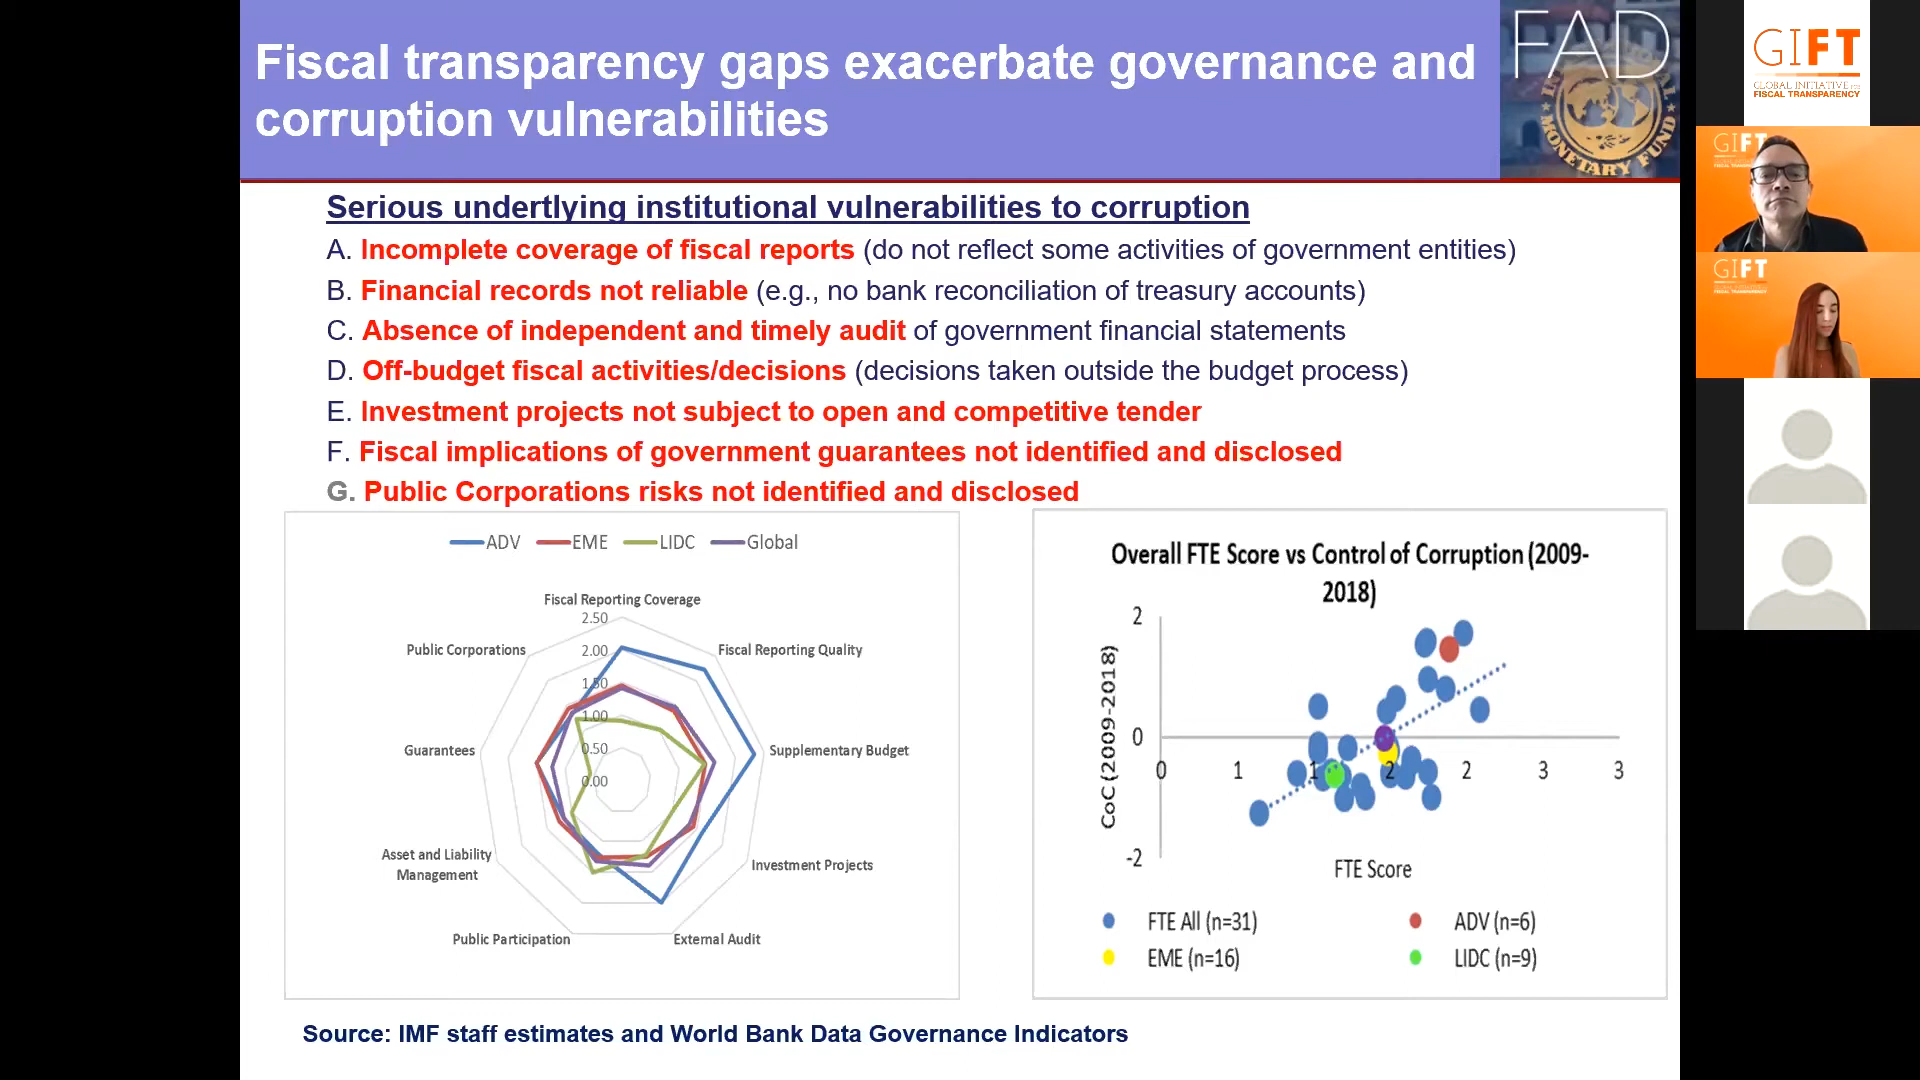 Fiscal transparency gaps exacerbate governance and
corruption vulnerabilities
FAD
MONETARY FUND
Serious undertlying institutional vulnerabilities to corruption
A. Incomplete coverage of fiscal reports (do not reflect some activities of government entities)
B. Financial records not reliable (e.g., no bank reconciliation of treasury accounts)
C. Absence of independent and timely audit of government financial statements
D. Off-budget fiscal activities/decisions (decisions taken outside the budget process)
E. Investment projects not subject to open and competitive tender
F. Fiscal implications of government guarantees not identified and disclosed
G. Public Corporations risks not identified and disclosed
ADV EME LIDC Global
Fiscal Reporting Coverage
2.50
2.00
1.50
1.00
0.50
0.00
Fiscal Reporting Quality
Supplementary Budget
Investment Projects
External Audit
Public Participation
Asset and Liability
Management
Guarantees
Public Corporations
Overall FTE Score vs Control of Corruption (2009-
2018)
CoC (2009-2018)
2
0
-2
0 1 1 2 2 3 3
FTE Score
FTE All (n=31) ADV (n=6)
EME (n=16) LIDC (n=9)
Source: IMF staff estimates and World Bank Data Governance Indicators
GIFT
GLOBAL INITIATIVE FOR
FISCAL TRANSPARENCY
GIFT
GIFT